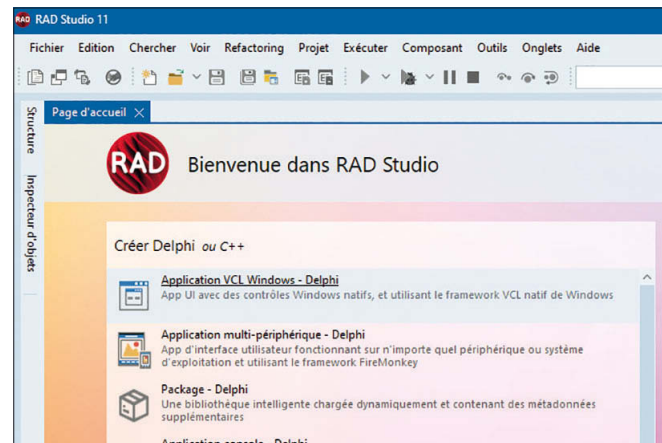 RAD Studio 11
Fichier Edition Chercher Voir Refactoring Projet Exécuter Composant Outils Onglets Aide
Structure
Inspecteur d'objets
Page d'accueil
RAD
Bienvenue dans RAD Studio
Créer Delphi ou C++
Application VCL Windows - Delphi
App UI avec des contrôles Windows natifs, et utilisant le framework VCL natif de Windows
Application multi-périphérique - Delphi
App d'interface utilisateur fonctionnant sur n'importe quel périphérique ou système
d'exploitation et utilisant le framework FireMonkey
Package - Delphi
Une bibliothèque intelligente chargée dynamiquement et contenant des métadonnées
supplémentaires
Application console - Delphi